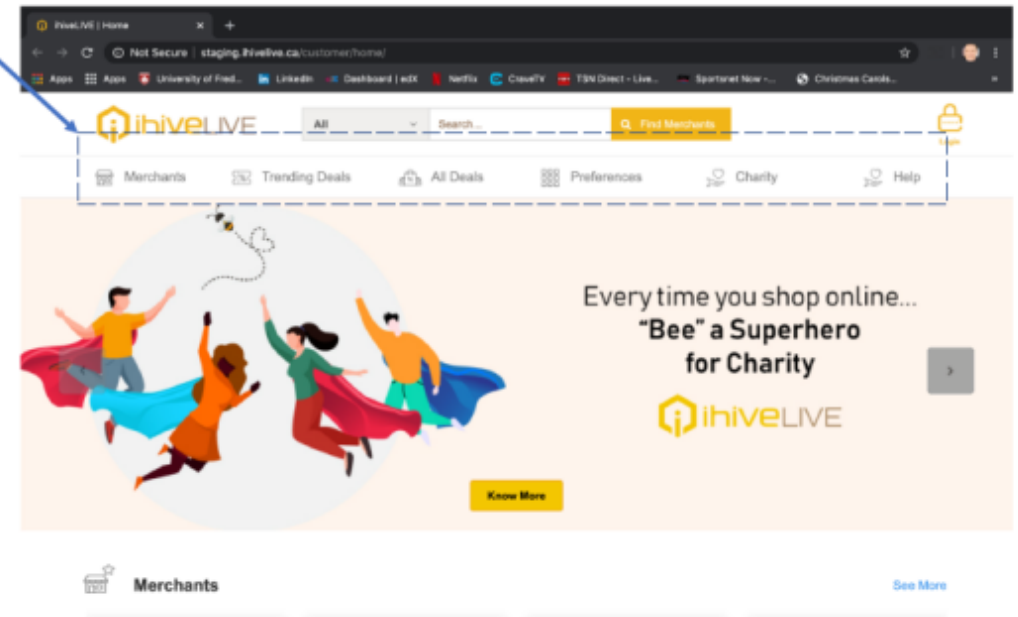 ihiveLIVE | Home
Not Secure | staging.ihivelive.ca/customer/home/
Apps Apps University of Fred... LinkedIn Dashboard | edX Netflix CraveTV TSN Direct - Live... Sportsnet Now -... Christmas Carols... »
ihiveLIVE All Search... Find Merchants
Login
Merchants Trending Deals All Deals Preferences Charity Help
Every time you shop online...
"Bee" a Superhero
for Charity
ihiveLIVE
Know More
Merchants See More